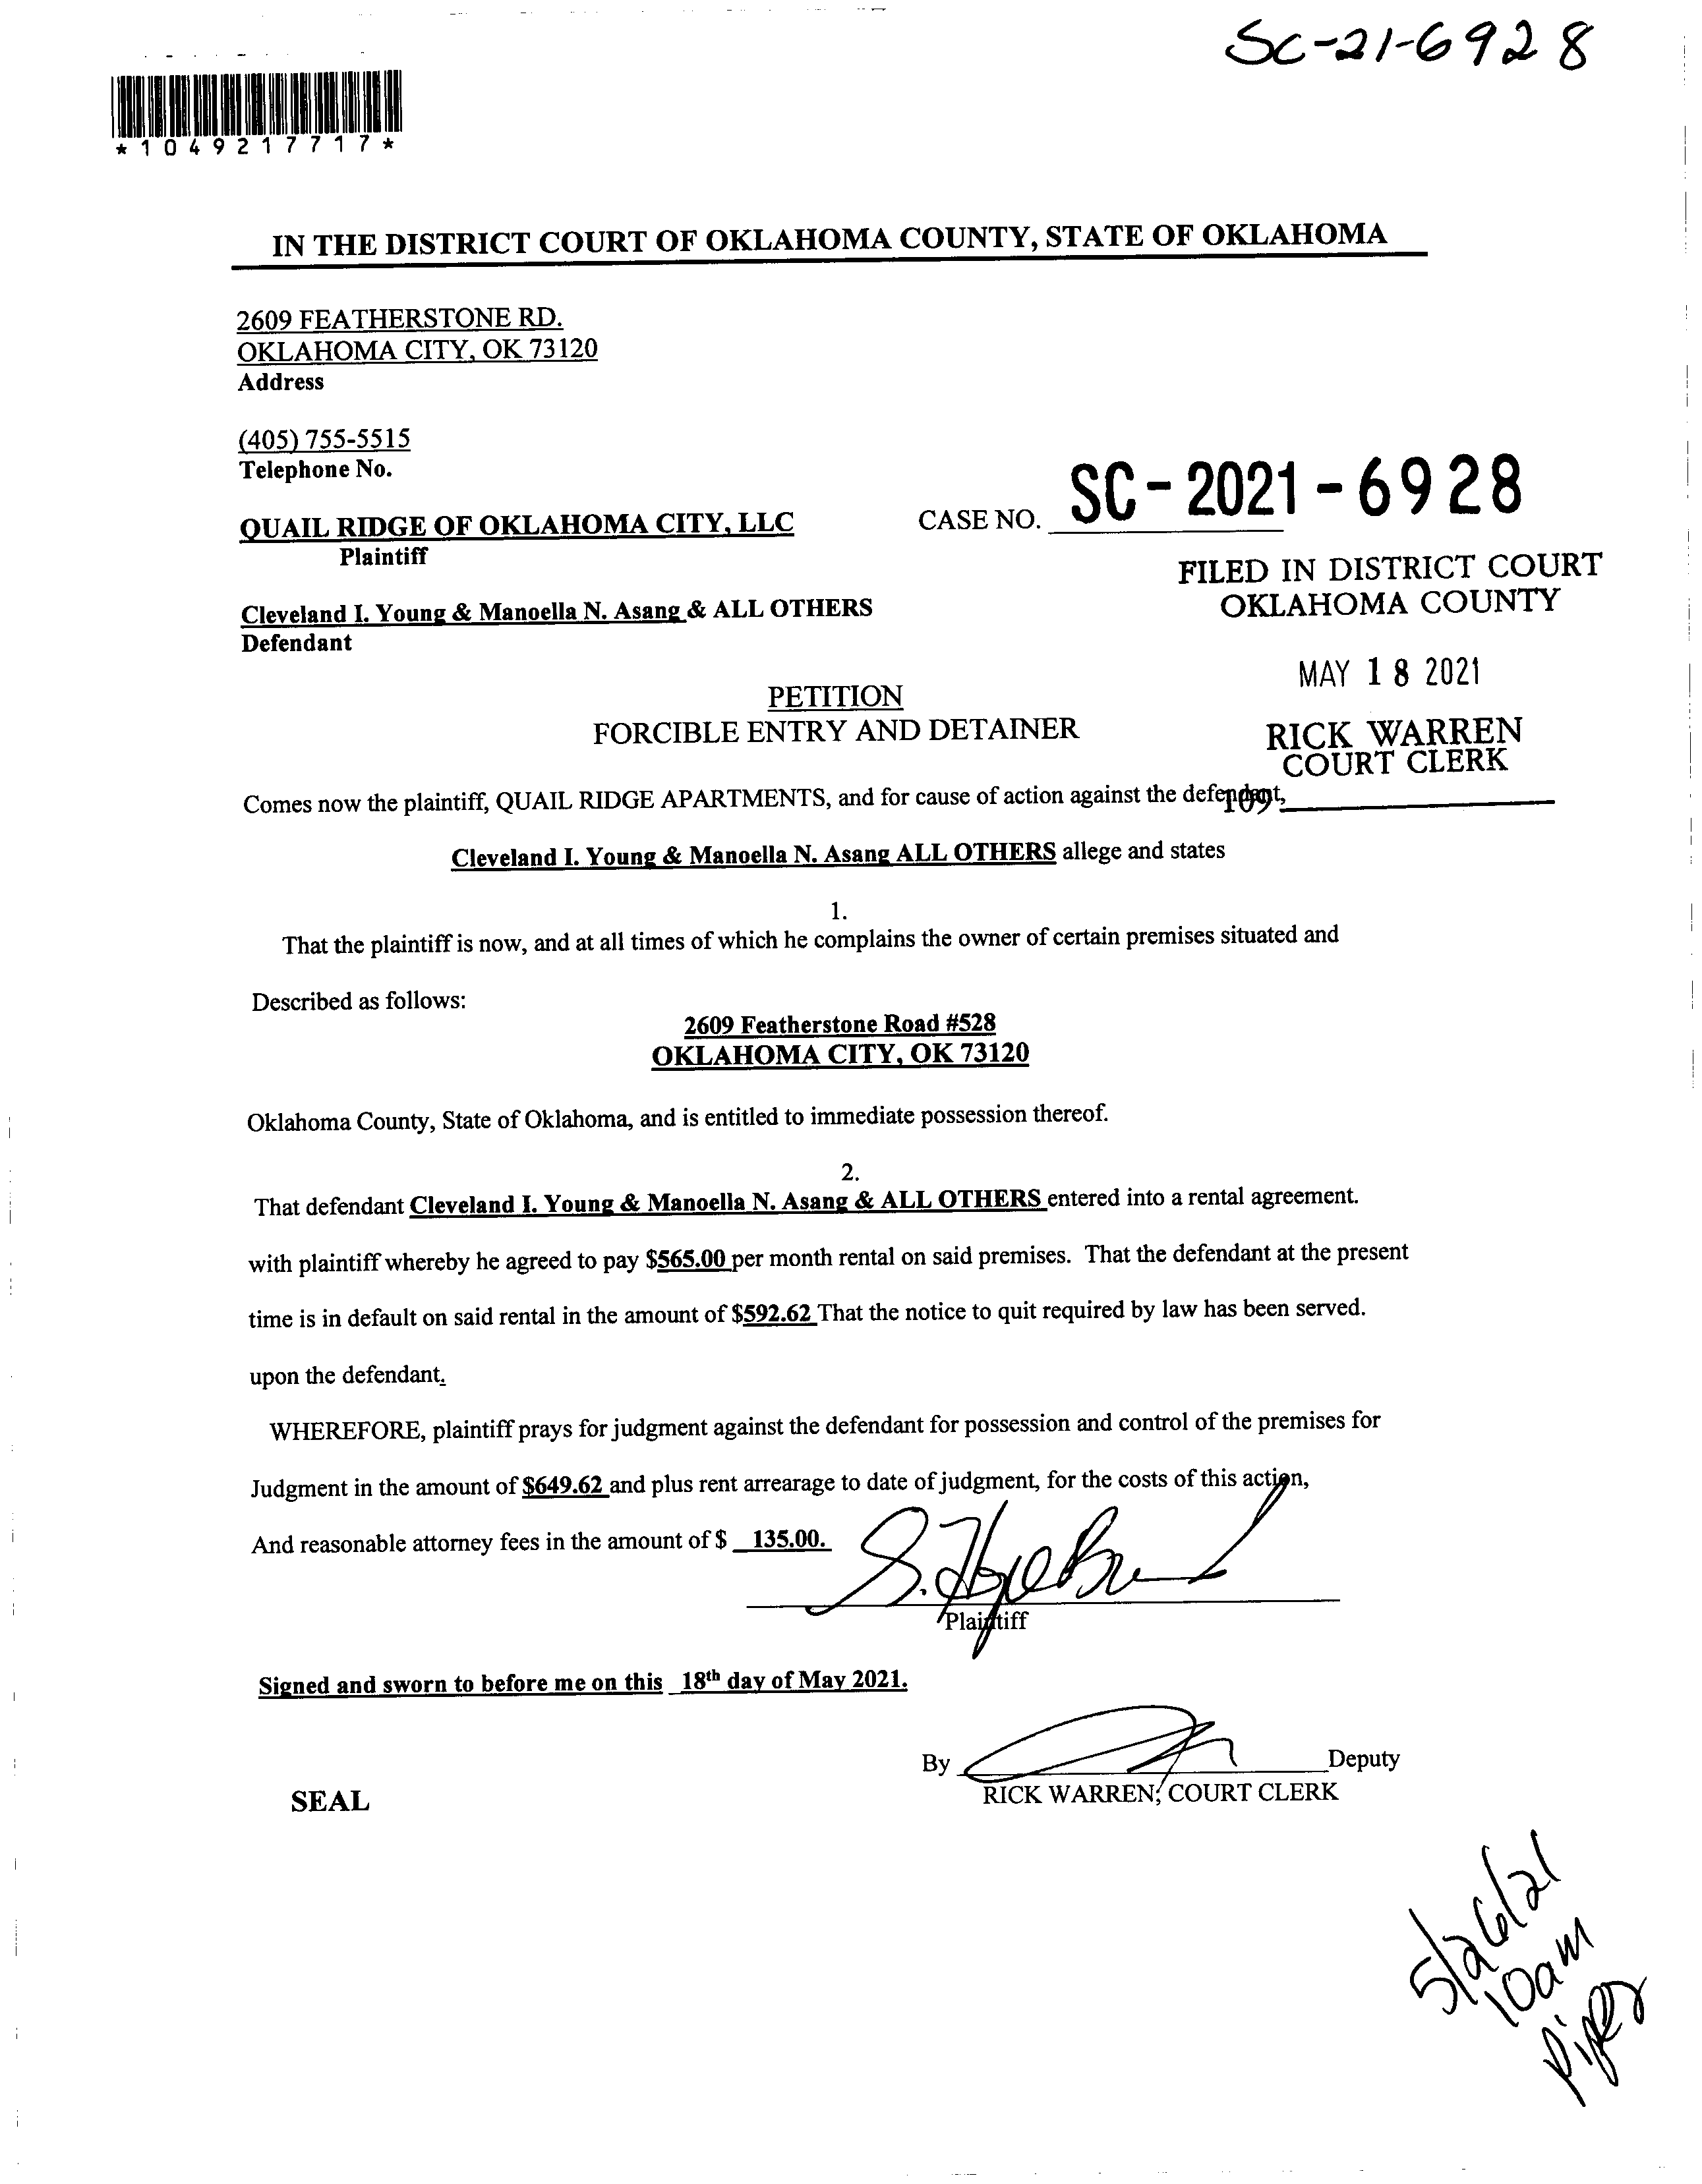 SC-21-6928
*1049217717*
IN THE DISTRICT COURT OF OKLAHOMA COUNTY, STATE OF OKLAHOMA
2609 FEATHERSTONE RD.
OKLAHOMA CITY, OK 73120
Address
(405) 755-5515
Telephone No.
QUAIL RIDGE OF OKLAHOMA CITY, LLC
Plaintiff
CASE NO. SC-2021-6928
FILED IN DISTRICT COURT
OKLAHOMA COUNTY
Cleveland I. Young & Manoella N. Asang & ALL OTHERS
Defendant
MAY 18 2021
PETITION
FORCIBLE ENTRY AND DETAINER
RICK WARREN
COURT CLERK
109
Comes now the plaintiff, QUAIL RIDGE APARTMENTS, and for cause of action against the defendant,
Cleveland I. Young & Manoella N. Asang ALL OTHERS allege and states
1.
That the plaintiff is now, and at all times of which he complains the owner of certain premises situated and
Described as follows:
2609 Featherstone Road #528
OKLAHOMA CITY, OK 73120
Oklahoma County, State of Oklahoma, and is entitled to immediate possession thereof.
2.
That defendant Cleveland I. Young & Manoella N. Asang & ALL OTHERS entered into a rental agreement.
with plaintiff whereby he agreed to pay $565.00 per month rental on said premises. That the defendant at the present
time is in default on said rental in the amount of $592.62 That the notice to quit required by law has been served.
upon the defendant.
WHEREFORE, plaintiff prays for judgment against the defendant for possession and control of the premises for
Judgment in the amount of $649.62 and plus rent arrearage to date of judgment, for the costs of this action,
And reasonable attorney fees in the amount of $ 135.00.
Plaintiff
Signed and sworn to before me on this 18th day of May 2021.
By Deputy
RICK WARREN, COURT CLERK
SEAL
5/26/21
10am